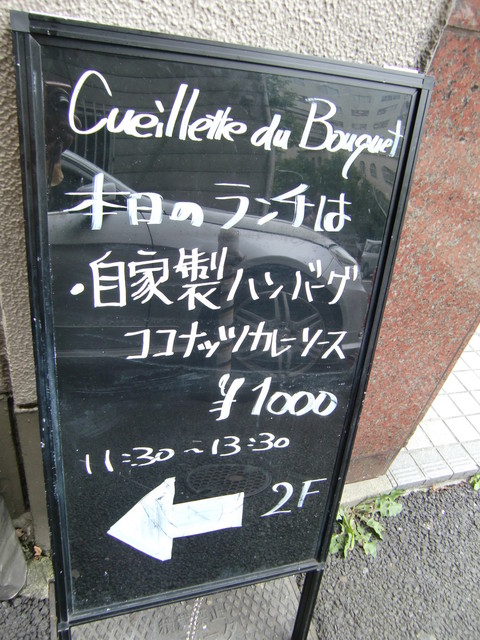 Cueillette du Bouquet
本日のランチは
・自家製ハンバーグ
ココナッツカレーソース
¥1000
11:30~13:30
2F